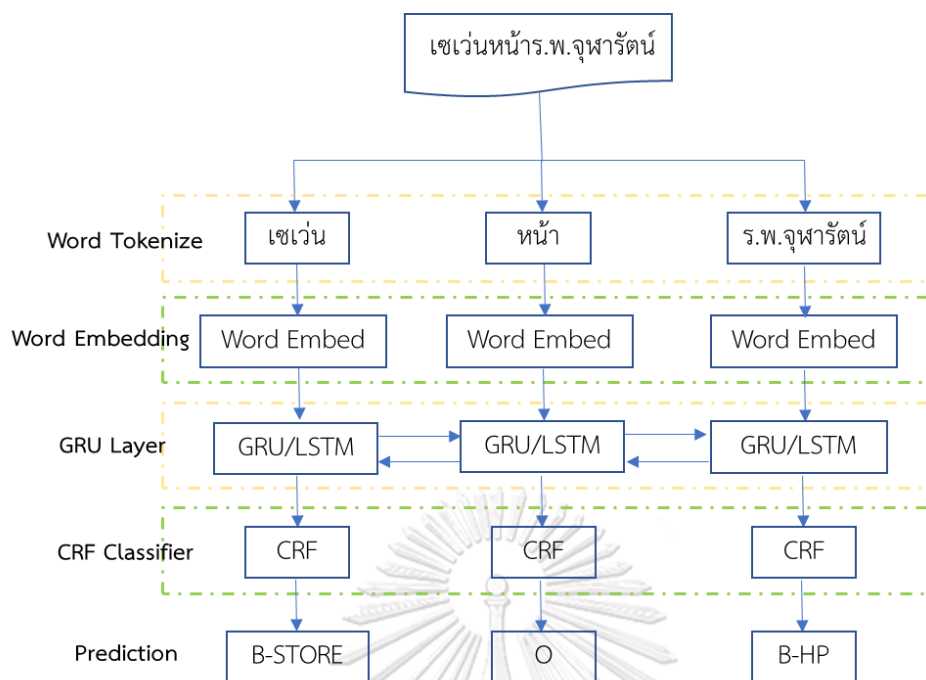 เซเว่นหน้าร.พ.จุฬารัตน์
Word Tokenize
เซเว่น
หน้า
ร.พ.จุฬารัตน์
Word Embedding
Word Embed
Word Embed
Word Embed
GRU Layer
GRU/LSTM
GRU/LSTM
GRU/LSTM
CRF Classifier
CRF
CRF
CRF
Prediction
B-STORE
O
B-HP